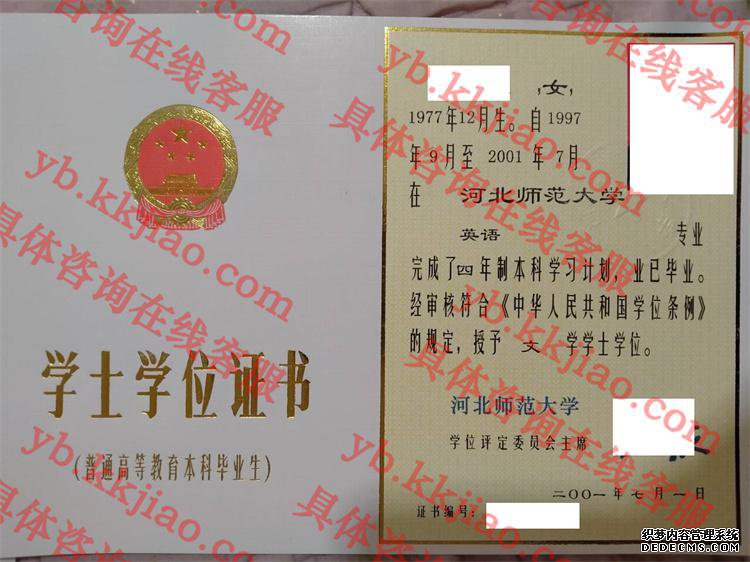 学士学位证书
(普通高等教育本科毕业生)
,女,
1977年12月生。自1997
年9月至 2001 年 7月
在 河北师范大学
英语 专业
完成了四年制本科学习计划,业已毕业。
经审核符合《中华人民共和国学位条例》
的规定,授予 文 学学士学位。
河北师范大学
学位评定委员会主席
二〇〇一年七月一日
证书编号:
yb.kkjiao.com
具体咨询在线客服
织梦内容管理系统
DEDECMS.COM